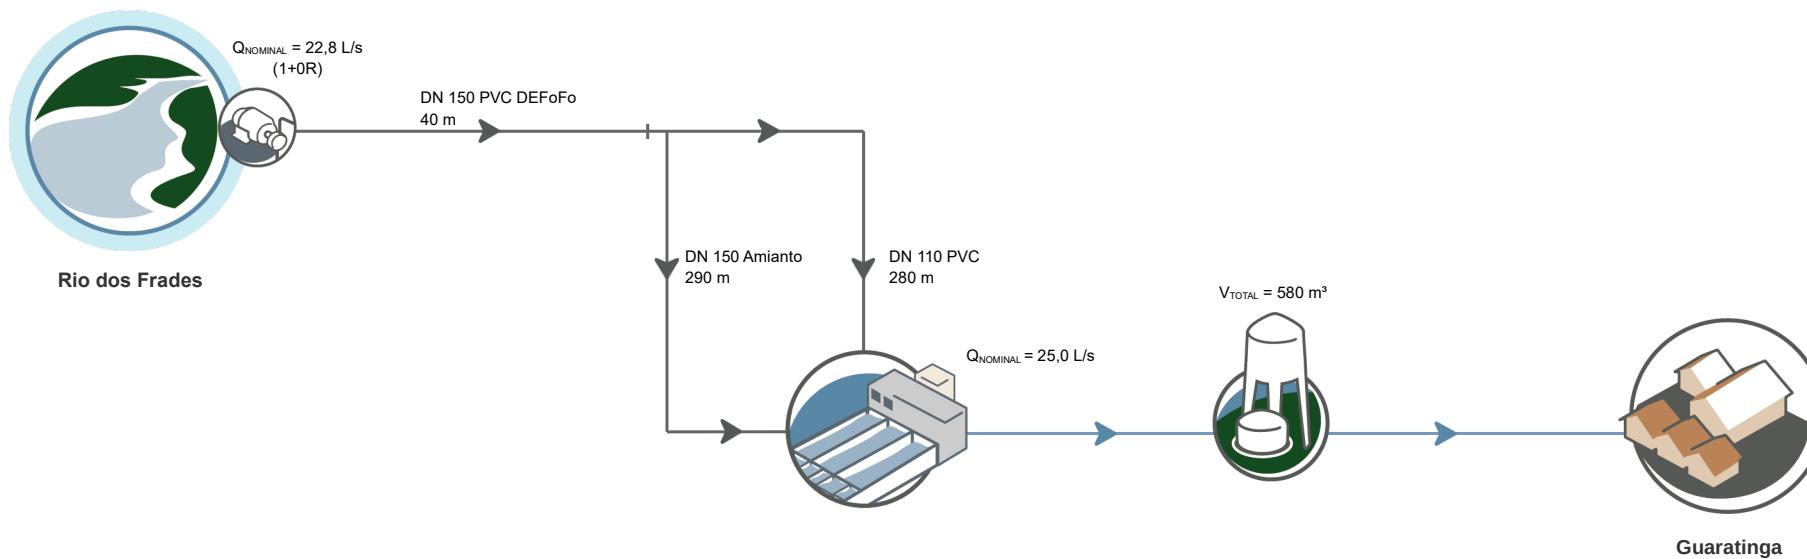 QNOMINAL = 22,8 L/s
(1+0R)
DN 150 PVC DEFoFo
40 m
Rio dos Frades
DN 150 Amianto
290 m
DN 110 PVC
280 m
QNOMINAL = 25,0 L/s
VTOTAL = 580 m³
Guaratinga